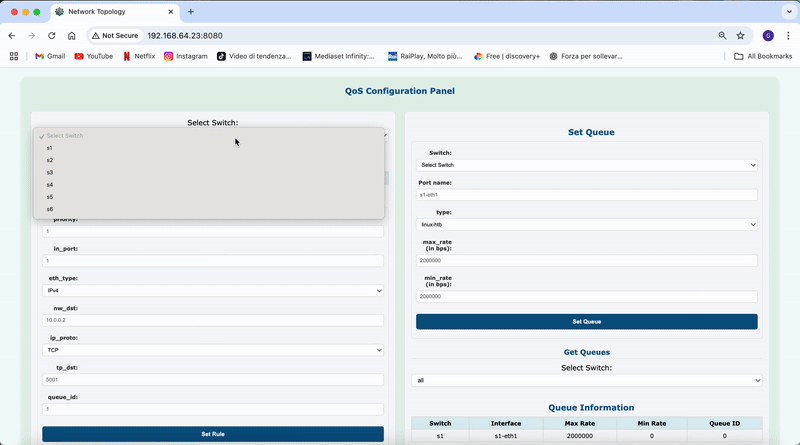 Network Topology
Not Secure
192.168.64.23:8080
G
Gmail
YouTube
Netflix
Instagram
Video di tendenza...
Mediaset Infinity:...
RaiPlay, Molto più...
Free | discovery+
Forza per sollevar...
All Bookmarks
QoS Configuration Panel
Select Switch:
Select Switch
s1
s2
s3
s4
s5
s6
priority:
1
in_port:
1
eth_type:
IPv4
nw_dst:
10.0.0.2
ip_proto:
TCP
tp_dst:
5001
queue_id:
1
Set Rule
Set Queue
Switch:
Select Switch
Port name:
s1-eth1
type:
linux-htb
max_rate
(in bps):
2000000
min_rate
(in bps):
2000000
Set Queue
Get Queues
Select Switch:
all
Queue Information
Switch Interface Max Rate Min Rate Queue ID
s1 s1-eth1 2000000 0 0